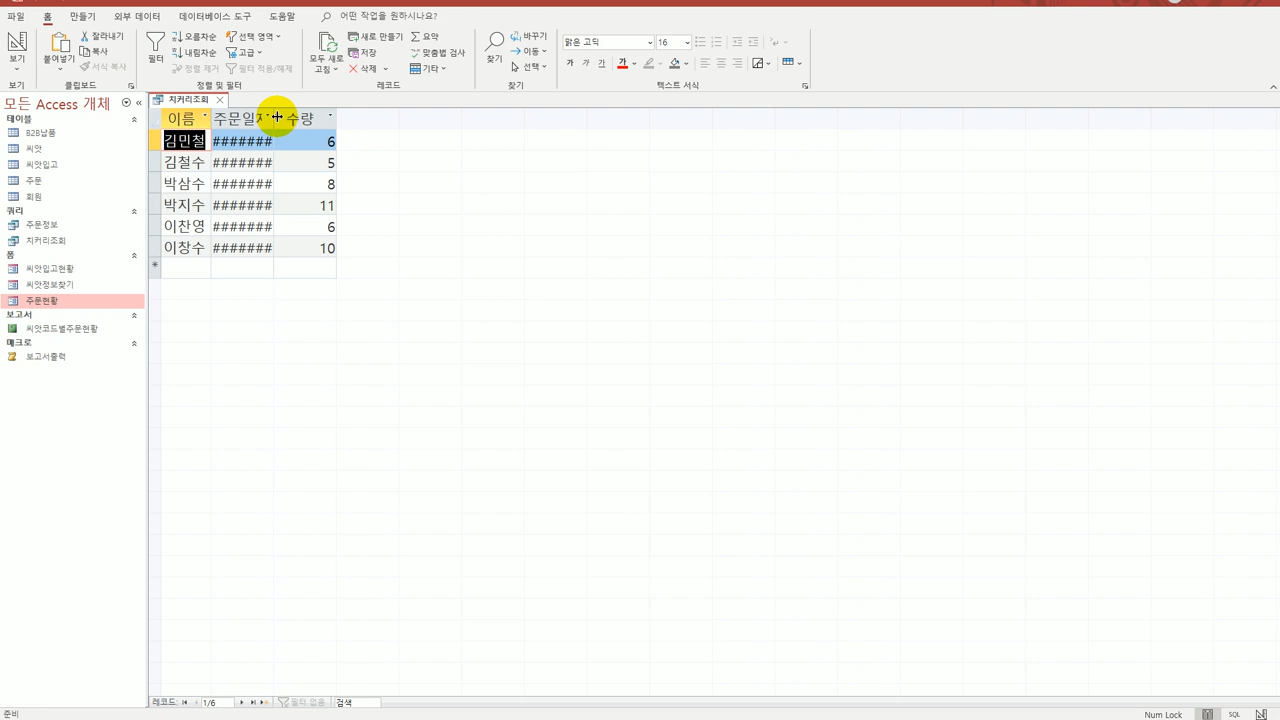 파일 홈 만들기 외부 데이터 데이터베이스 도구 도움말 어떤 작업을 원하시나요?
보기
보기
붙여넣기
잘라내기
복사
서식 복사
클립보드
필터
오름차순
내림차순
정렬 제거
선택 영역
고급
필터 적용/해제
정렬 및 필터
모두 새로
고침
새로 만들기
저장
삭제
요약
맞춤법 검사
기타
레코드
찾기
바꾸기
이동
선택
찾기
맑은 고딕 16
가 가 가 가
텍스트 서식
모든 Access 개체 «
테이블
B2B납품
씨앗
씨앗입고
주문
회원
쿼리
주문정보
치커리조회
폼
씨앗입고현황
씨앗정보찾기
주문현황
보고서
씨앗코드별주문현황
매크로
보고서출력
치커리조회
이름 주문일자 수량
김민철 ####### 6
김철수 ####### 5
박삼수 ####### 8
박지수 ####### 11
이찬영 ####### 6
이창수 ####### 10
*
레코드: 1/6 필터 없음 검색
준비 Num Lock SQL